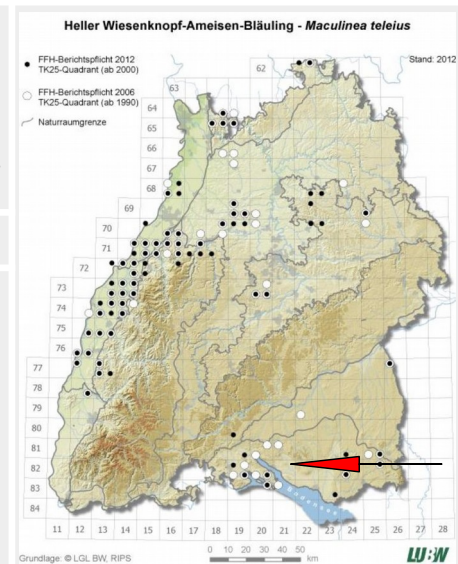 Heller Wiesenknopf-Ameisen-Bläuling - Maculinea teleius
FFH-Berichtspflicht 2012
TK25-Quadrant (ab 2000)
FFH-Berichtspflicht 2006
TK25-Quadrant (ab 1990)
Naturraumgrenze
Stand: 2012
62
63
64
65
66
67
68
69
70
71
72
73
74
75
76
77
78
79
80
81
82
83
84
11 12 13 14 15 16 17 18 19 20 21 22 23 24 25 26 27 28
0 10 20 30 40 50
km
Grundlage: © LGL BW, RIPS
LUBW